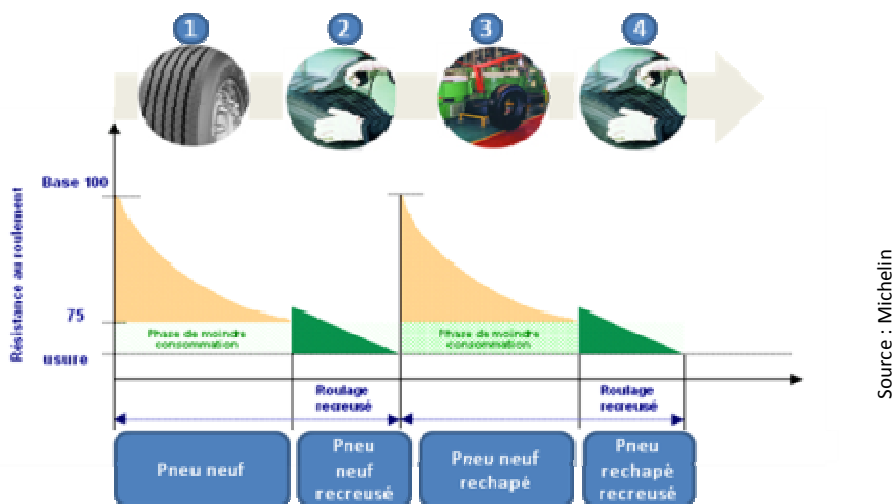 1
2
3
4
Résistance au roulement
Base 100
75
usure
Phase de moindre
consommation
Phase de moindre
consommation
Roulage
recreusé
Roulage
recreusé
Pneu neuf
Pneu
neuf
recreusé
Pneu neuf
rechapé
Pneu
rechapé
recreusé
Source : Michelin